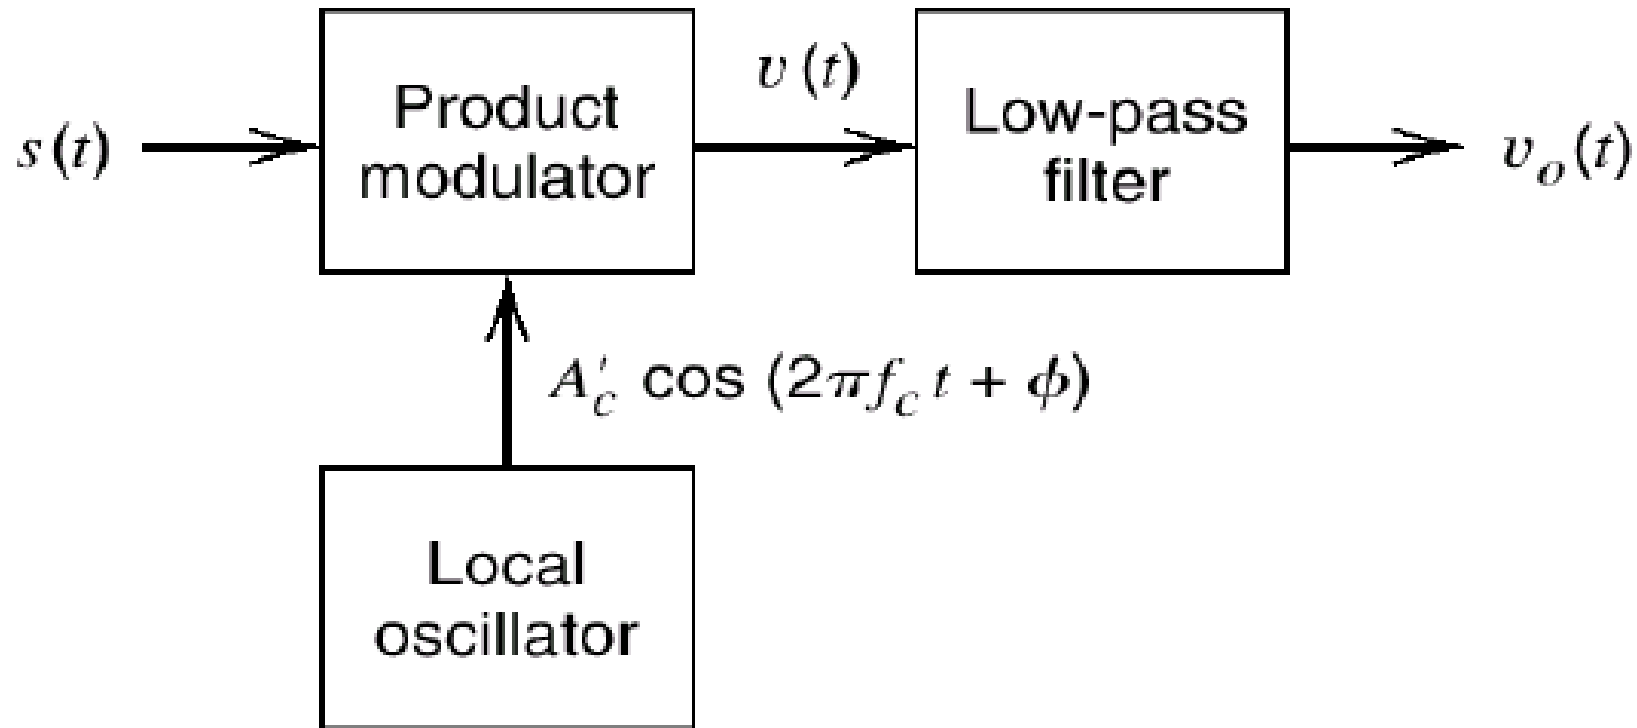 s(t)
Product
modulator
v(t)
Low-pass
filter
v_o(t)
A'_c cos (2πf_c t + ϕ)
Local
oscillator